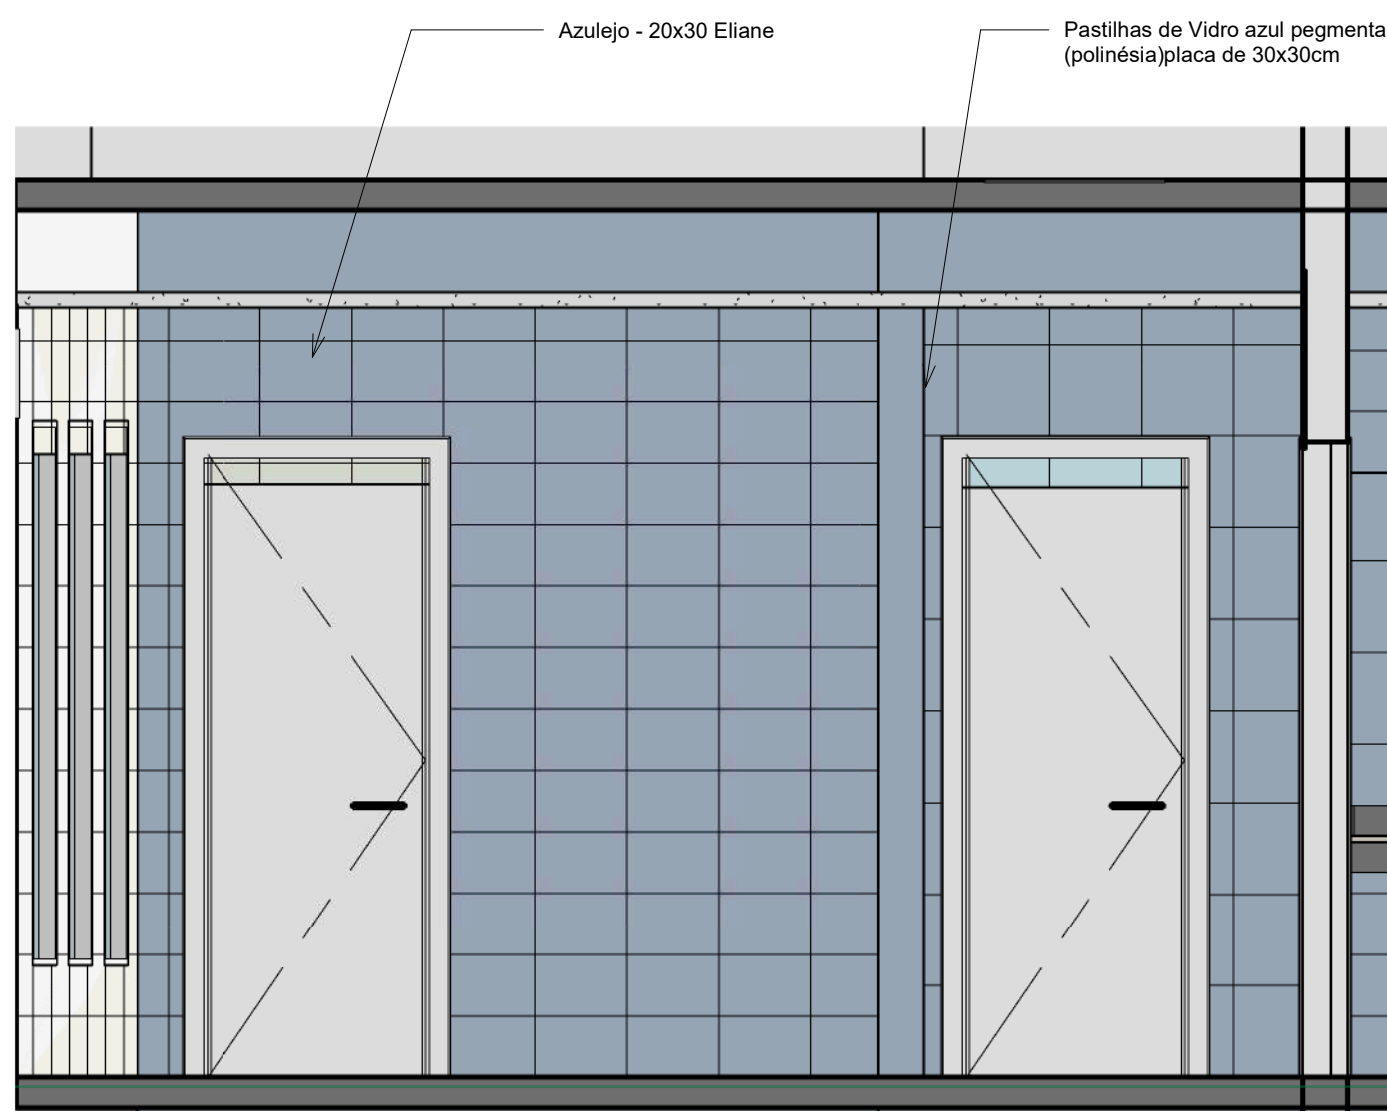 Azulejo - 20x30 Eliane
Pastilhas de Vidro azul pegmenta
(polinésia)placa de 30x30cm